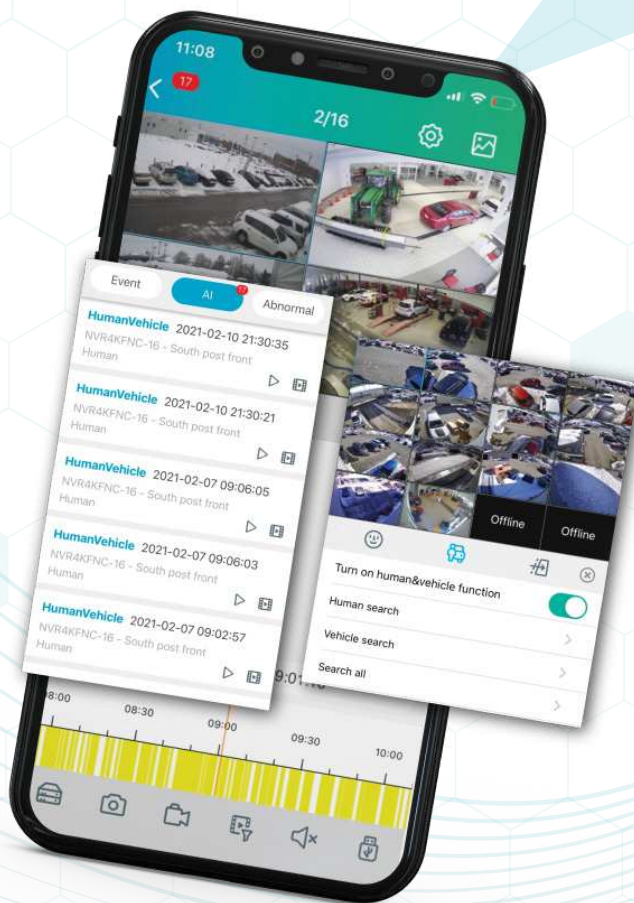 11:08
17
2/16
Event
AI
17
Abnormal
HumanVehicle 2021-02-10 21:30:35
NVR4KFNC-16 - South post front
Human
HumanVehicle 2021-02-10 21:30:21
NVR4KFNC-16 - South post front
Human
HumanVehicle 2021-02-07 09:06:05
NVR4KFNC-16 - South post front
Human
HumanVehicle 2021-02-07 09:06:03
NVR4KFNC-16 - South post front
Human
HumanVehicle 2021-02-07 09:02:57
NVR4KFNC-16 - South post front
Human
Offline
Offline
Turn on human&vehicle function
Human search
Vehicle search
Search all
08:30
09:00
09:30
10:00